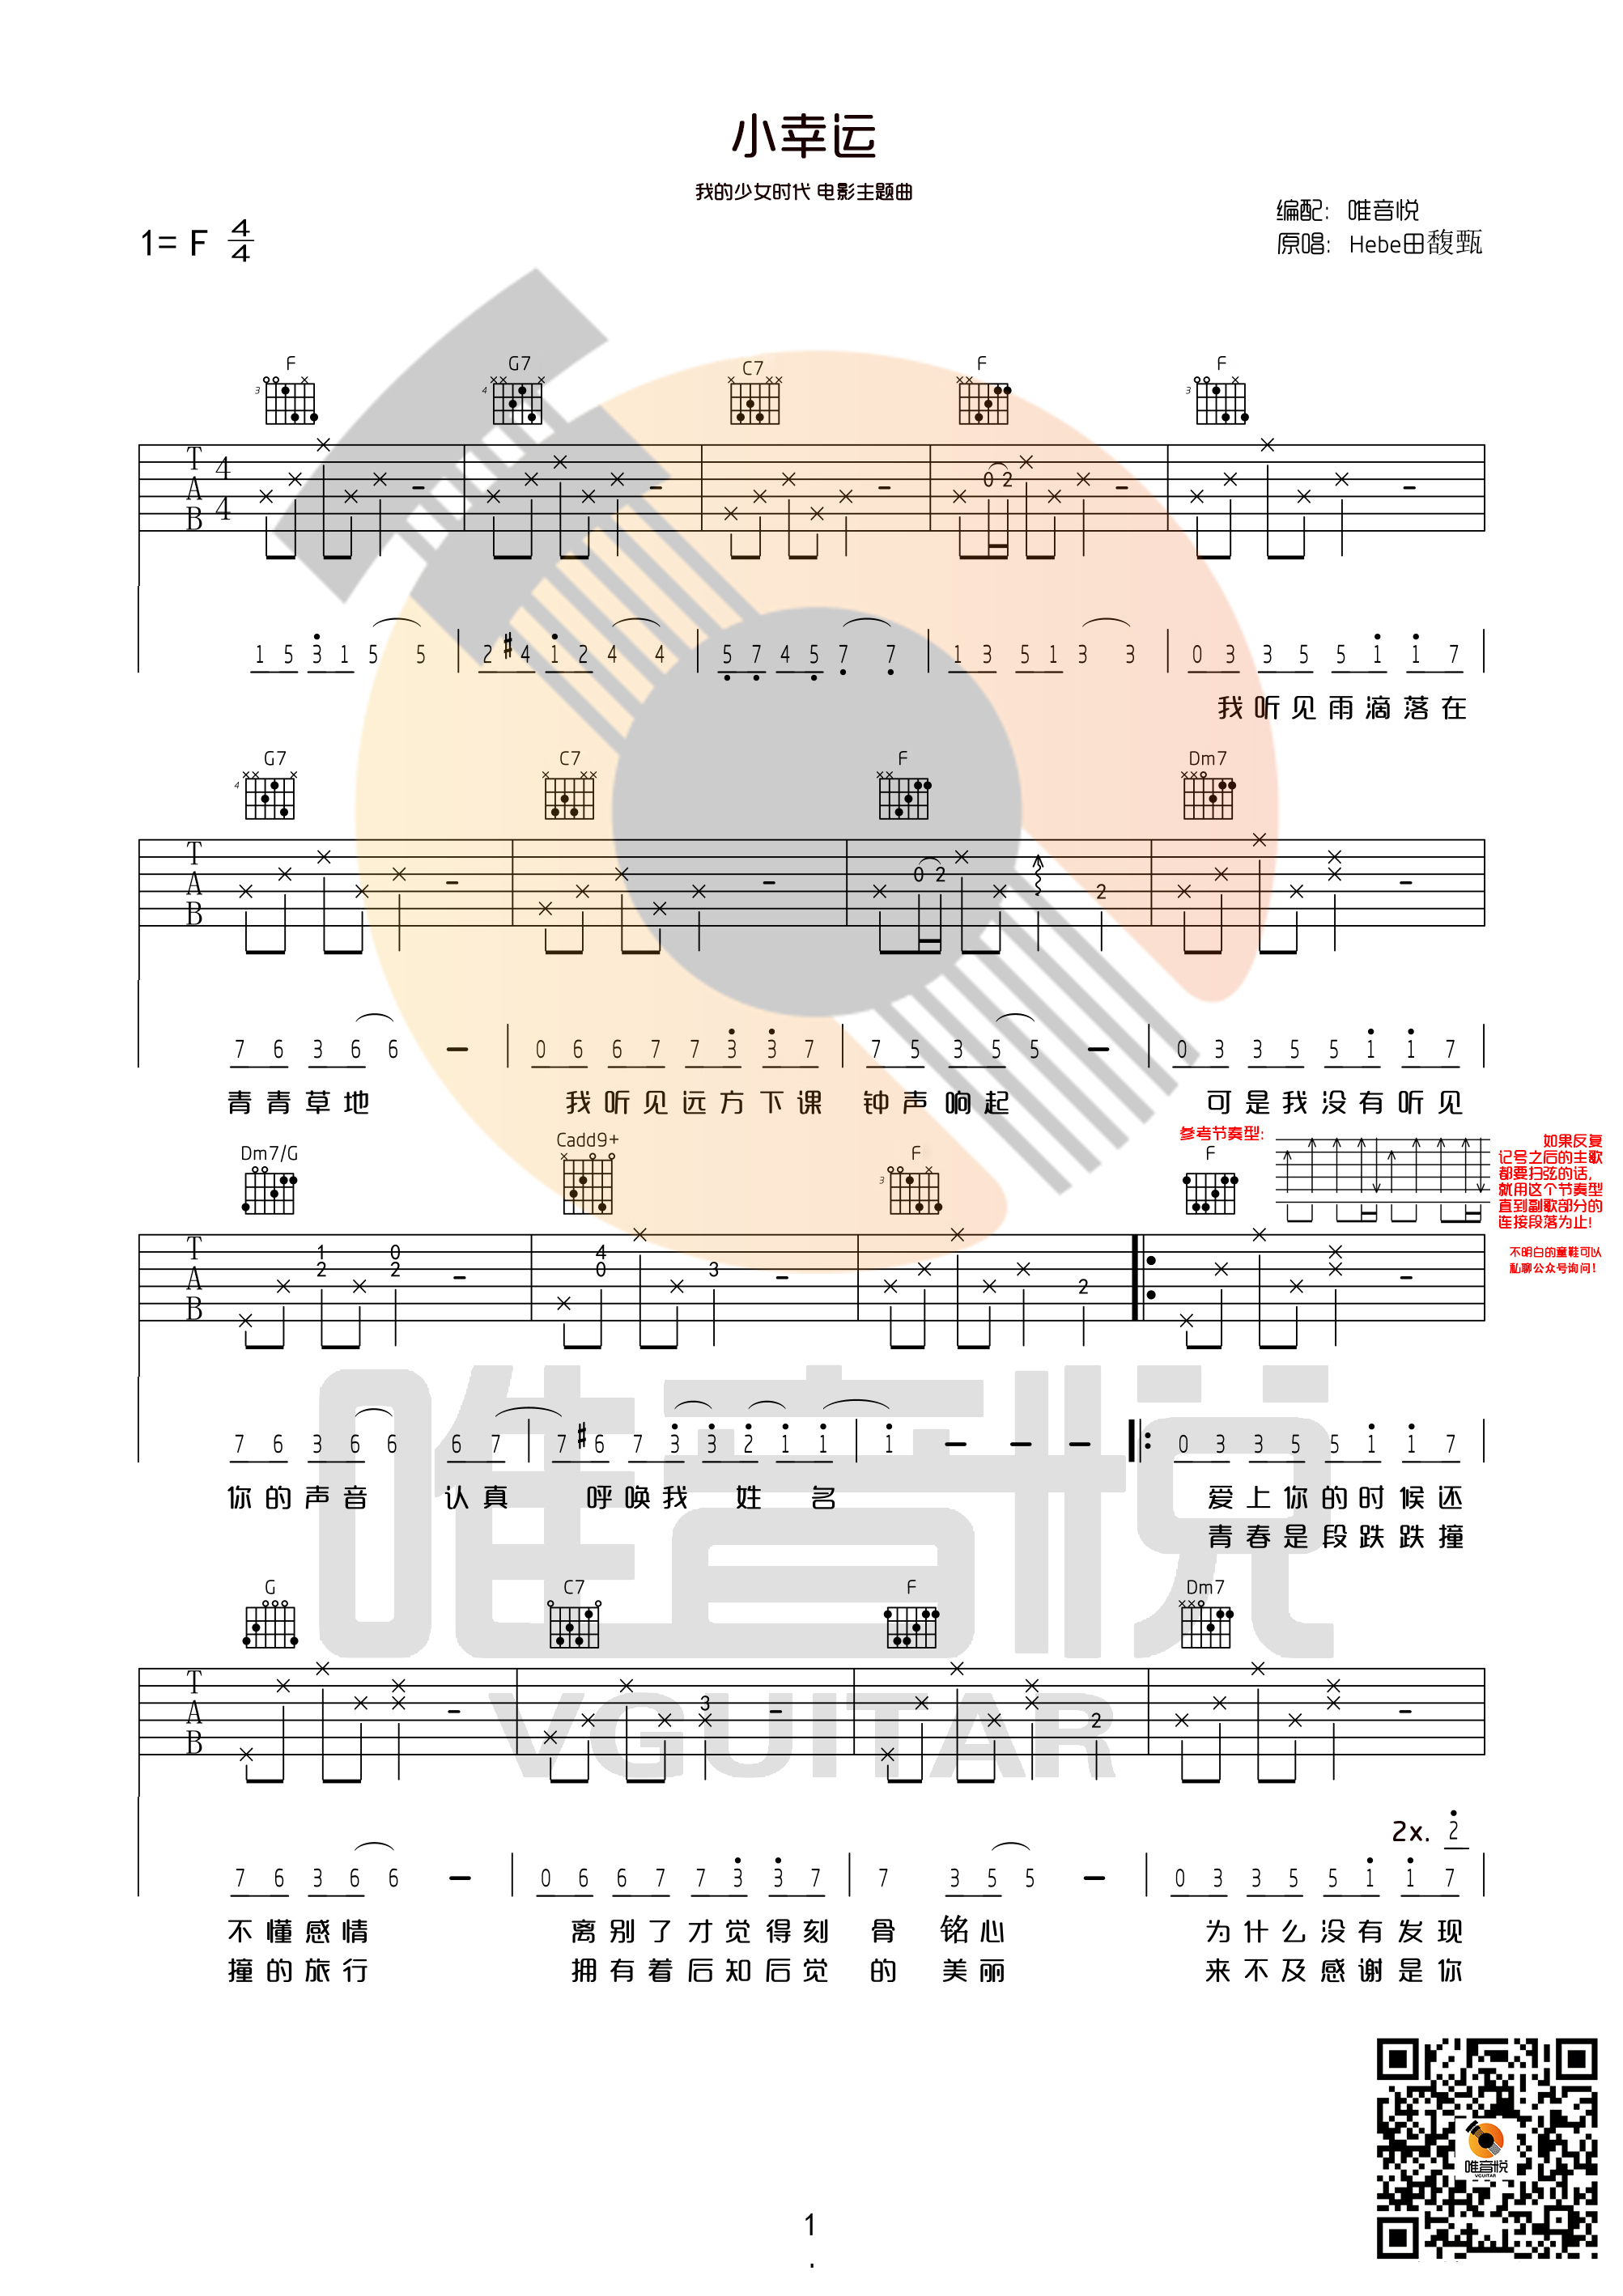 小幸运
我的少女时代 电影主题曲
编配: 唯音悦
1= F 4/4
原唱: Hebe田馥甄
F G7 C7 F F
3 4 3
T A B 4 4 0 2
1 5 3 1 5 5 2 #4 1 2 4 4 5 7 4 5 7 7 1 3 5 1 3 3 0 3 3 5 5 1 1 7
我听见雨滴落在
G7 C7 F Dm7
4
T A B 0 2 2
7 6 3 6 6 – 0 6 6 7 7 3 3 7 7 5 3 5 5 – 0 3 3 5 5 1 1 7
青青草地 我听见远方下课 钟声响起 可是我没有听见
参考节奏型:
如果反复
记号之后的主歌
都要扫弦的话,
就用这个节奏型
直到副歌部分的
连接段落为止!
不明白的童鞋可以
私聊公众号询问!
Dm7/G Cadd9+ F F
3
T A B 1 2 0 2 4 0 3 2
7 6 3 6 6 6 7 7 #6 7 3 3 2 1 1 1 – – – 0 3 3 5 5 1 1 7
你的声音 认真 呼唤我 姓 名 爱上你的时候还
青春是段跌跌撞
G C7 F Dm7
T A B 3 2
2x. 2
7 6 3 6 6 – 0 6 6 7 7 3 3 7 7 3 5 5 – 0 3 3 5 5 1 1 7
不懂感情 离别了才觉得刻 骨 铭心 为什么没有发现
撞的旅行 拥有着后知后觉 的 美丽 来不及感谢是你
唯音悦
VGUITAR
唯音悦
VGUITAR
1
.